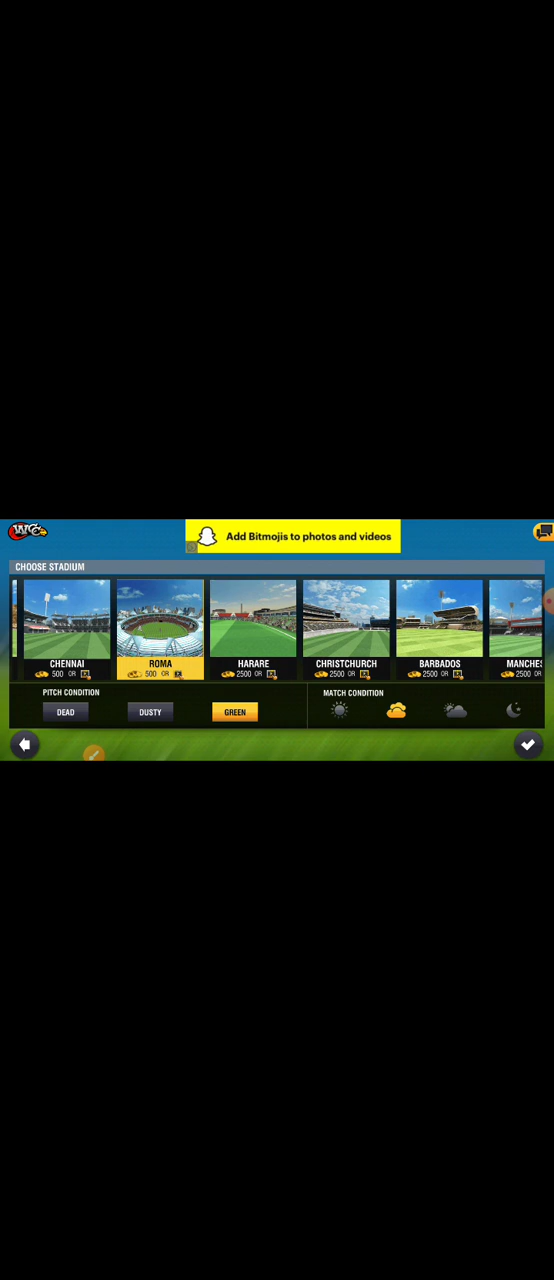 WCC
Add Bitmojis to photos and videos
CHOOSE STADIUM
CHENNAI
500 OR
ROMA
500 OR
HARARE
2500 OR
CHRISTCHURCH
2500 OR
BARBADOS
2500 OR
MANCHES
2500 OR
PITCH CONDITION
DEAD
DUSTY
GREEN
MATCH CONDITION